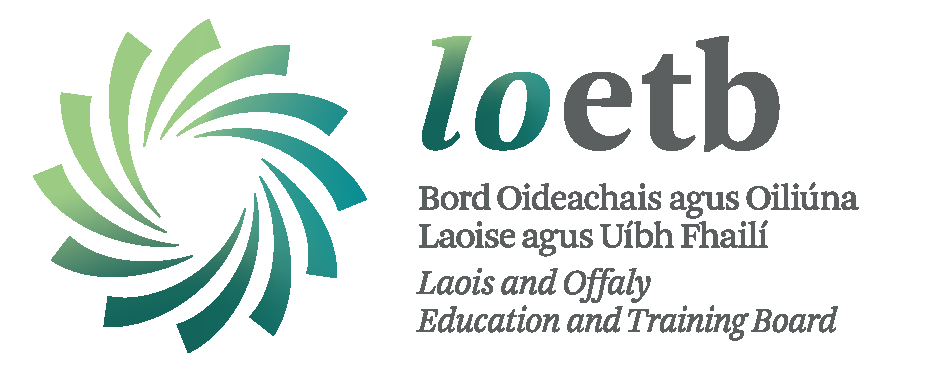 loetb
Bord Oideachais agus Oiliúna
Laoise agus Uíbh Fhailí
Laois and Offaly
Education and Training Board